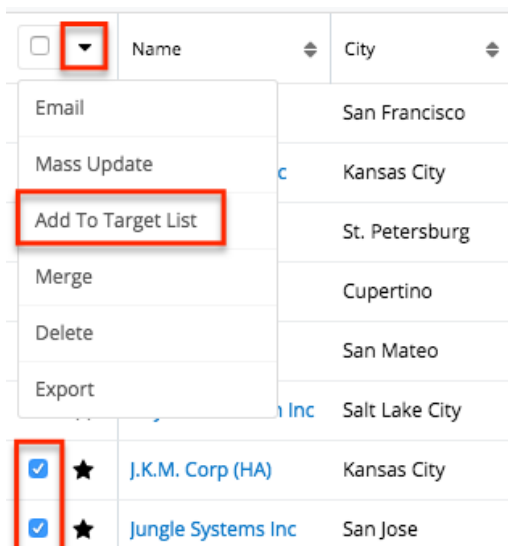 Name City
Email San Francisco
Mass Update c Kansas City
Add To Target List St. Petersburg
Merge Cupertino
Delete San Mateo
Export
Inc Salt Lake City
J.K.M. Corp (HA) Kansas City
Jungle Systems Inc San Jose